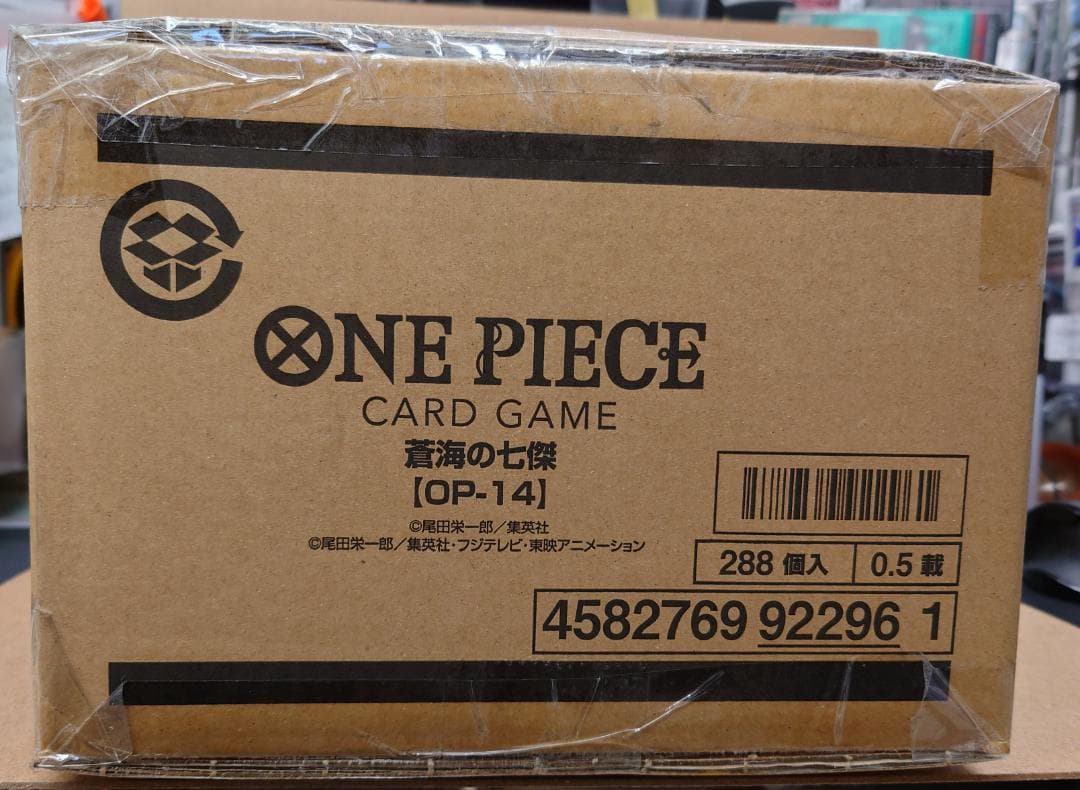 ONE PIECE
CARD GAME
蒼海の七傑
【OP-14】
©尾田栄一郎／集英社
©尾田栄一郎／集英社・フジテレビ・東映アニメーション
288 個入
0.5 載
4582769 92296 1